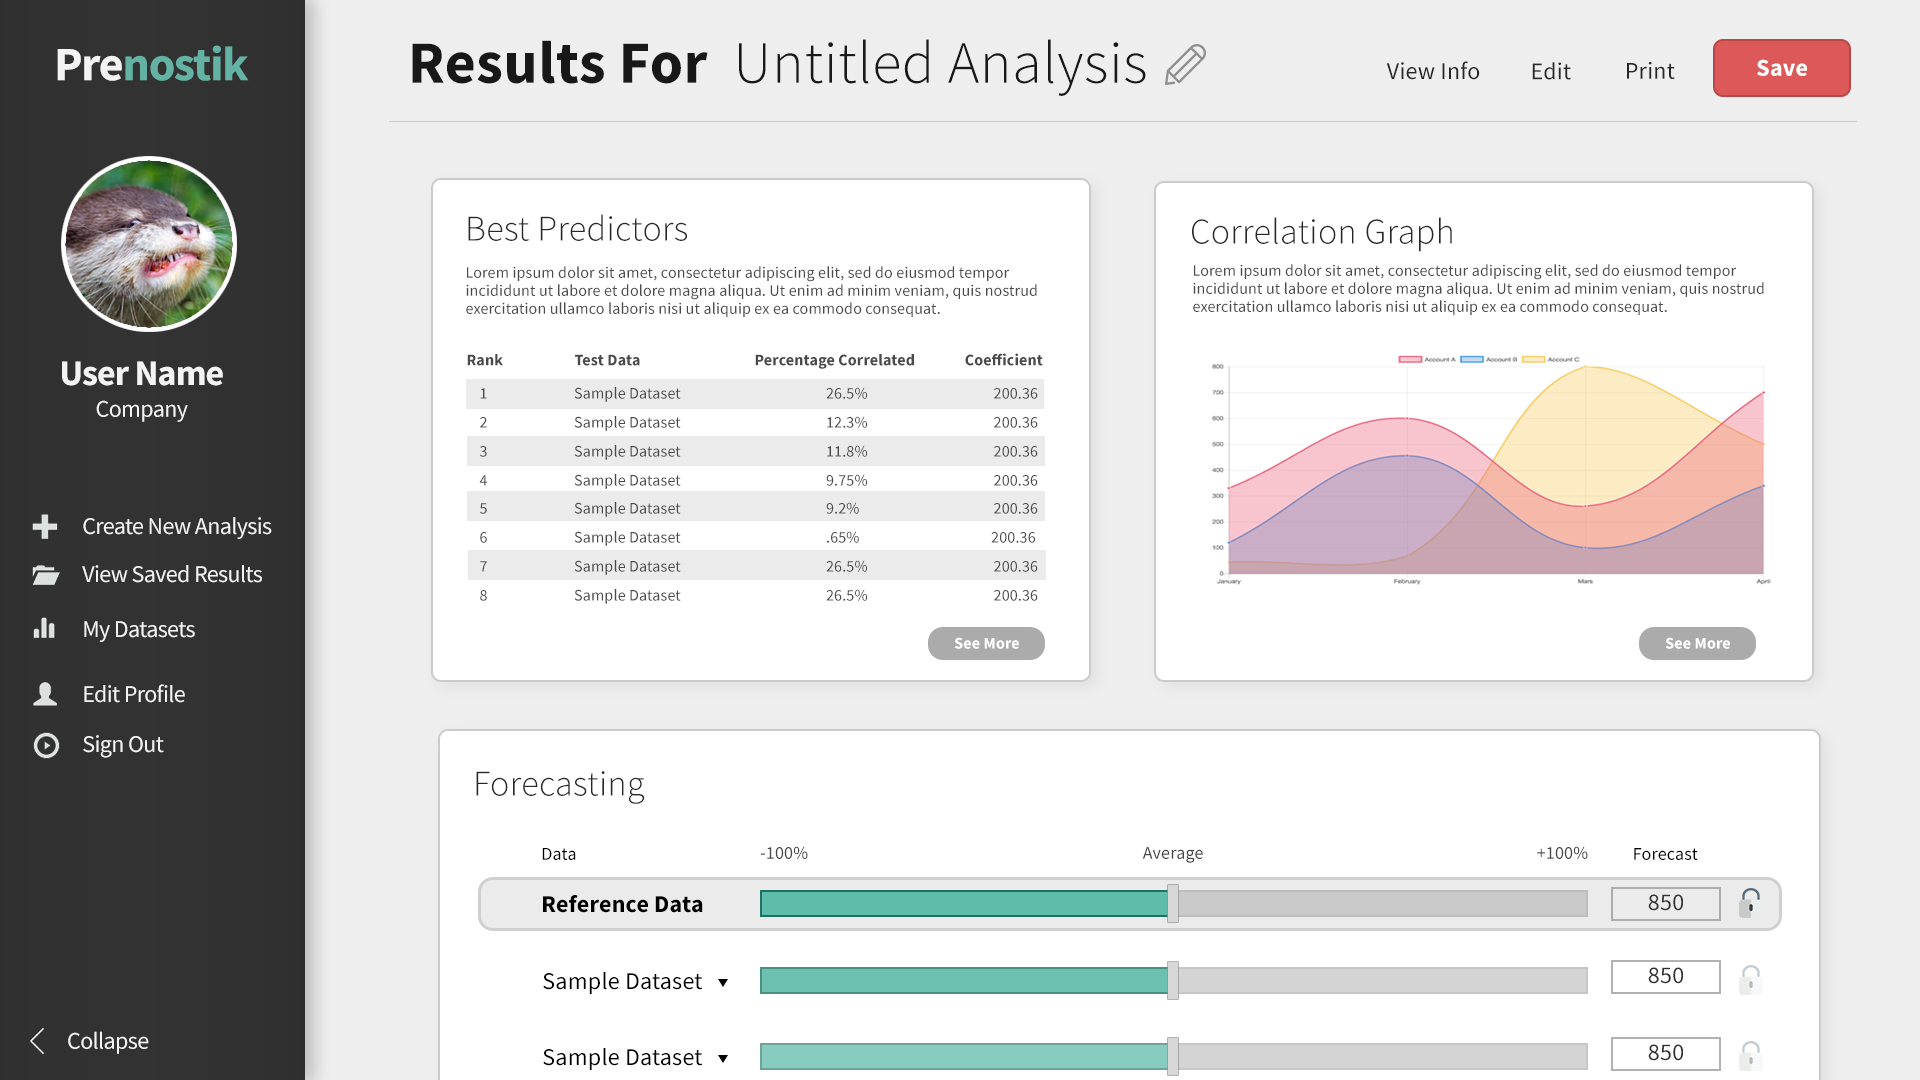 Prenostik
User Name
Company
Create New Analysis
View Saved Results
My Datasets
Edit Profile
Sign Out
Collapse
Results For Untitled Analysis
View Info Edit Print Save
Best Predictors
Lorem ipsum dolor sit amet, consectetur adipiscing elit, sed do eiusmod tempor
incididunt ut labore et dolore magna aliqua. Ut enim ad minim veniam, quis nostrud
exercitation ullamco laboris nisi ut aliquip ex ea commodo consequat.
Rank Test Data Percentage Correlated Coefficient
1 Sample Dataset 26.5% 200.36
2 Sample Dataset 12.3% 200.36
3 Sample Dataset 11.8% 200.36
4 Sample Dataset 9.75% 200.36
5 Sample Dataset 9.2% 200.36
6 Sample Dataset .65% 200.36
7 Sample Dataset 26.5% 200.36
8 Sample Dataset 26.5% 200.36
See More
Correlation Graph
Lorem ipsum dolor sit amet, consectetur adipiscing elit, sed do eiusmod tempor
incididunt ut labore et dolore magna aliqua. Ut enim ad minim veniam, quis nostrud
exercitation ullamco laboris nisi ut aliquip ex ea commodo consequat.
Account A Account B Account C
800
700
600
500
400
300
200
100
0
January February Mars April
See More
Forecasting
Data -100% Average +100% Forecast
Reference Data 850
Sample Dataset 850
Sample Dataset 850